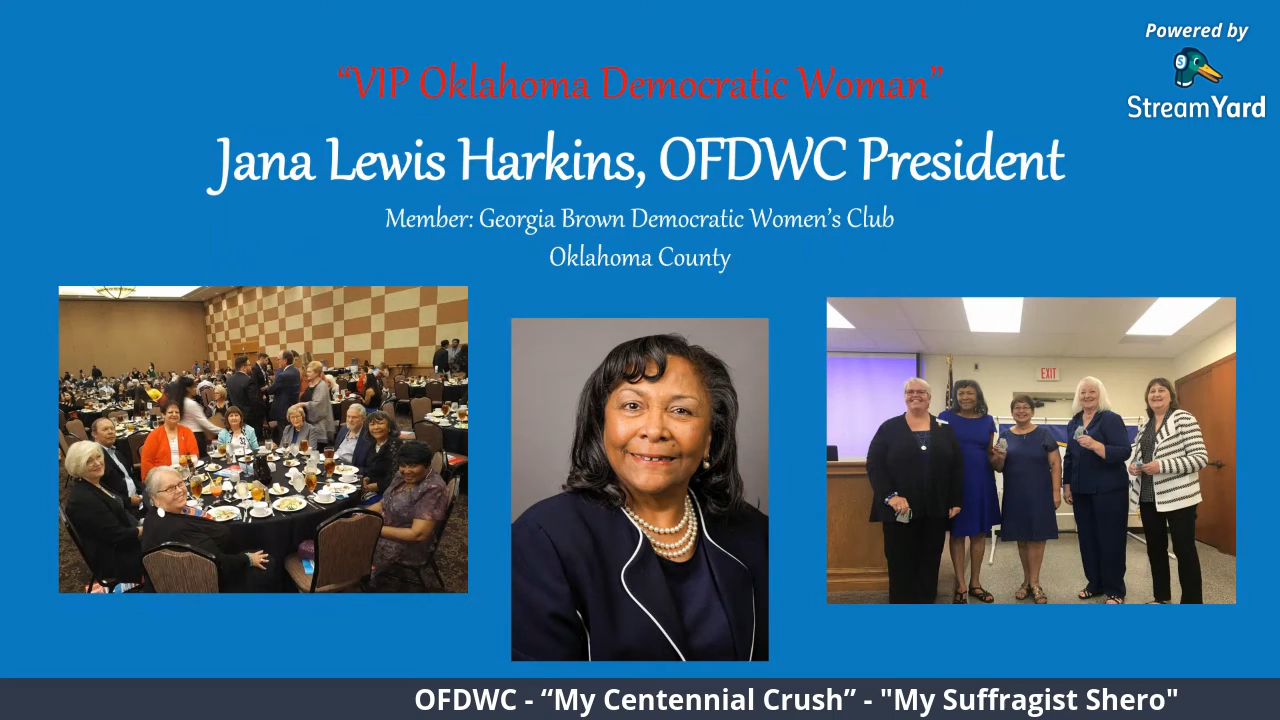 Powered by
StreamYard
“VIP Oklahoma Democratic Woman”
Jana Lewis Harkins, OFDWC President
Member: Georgia Brown Democratic Women’s Club
Oklahoma County
EXIT
OFDWC - “My Centennial Crush” - "My Suffragist Shero"